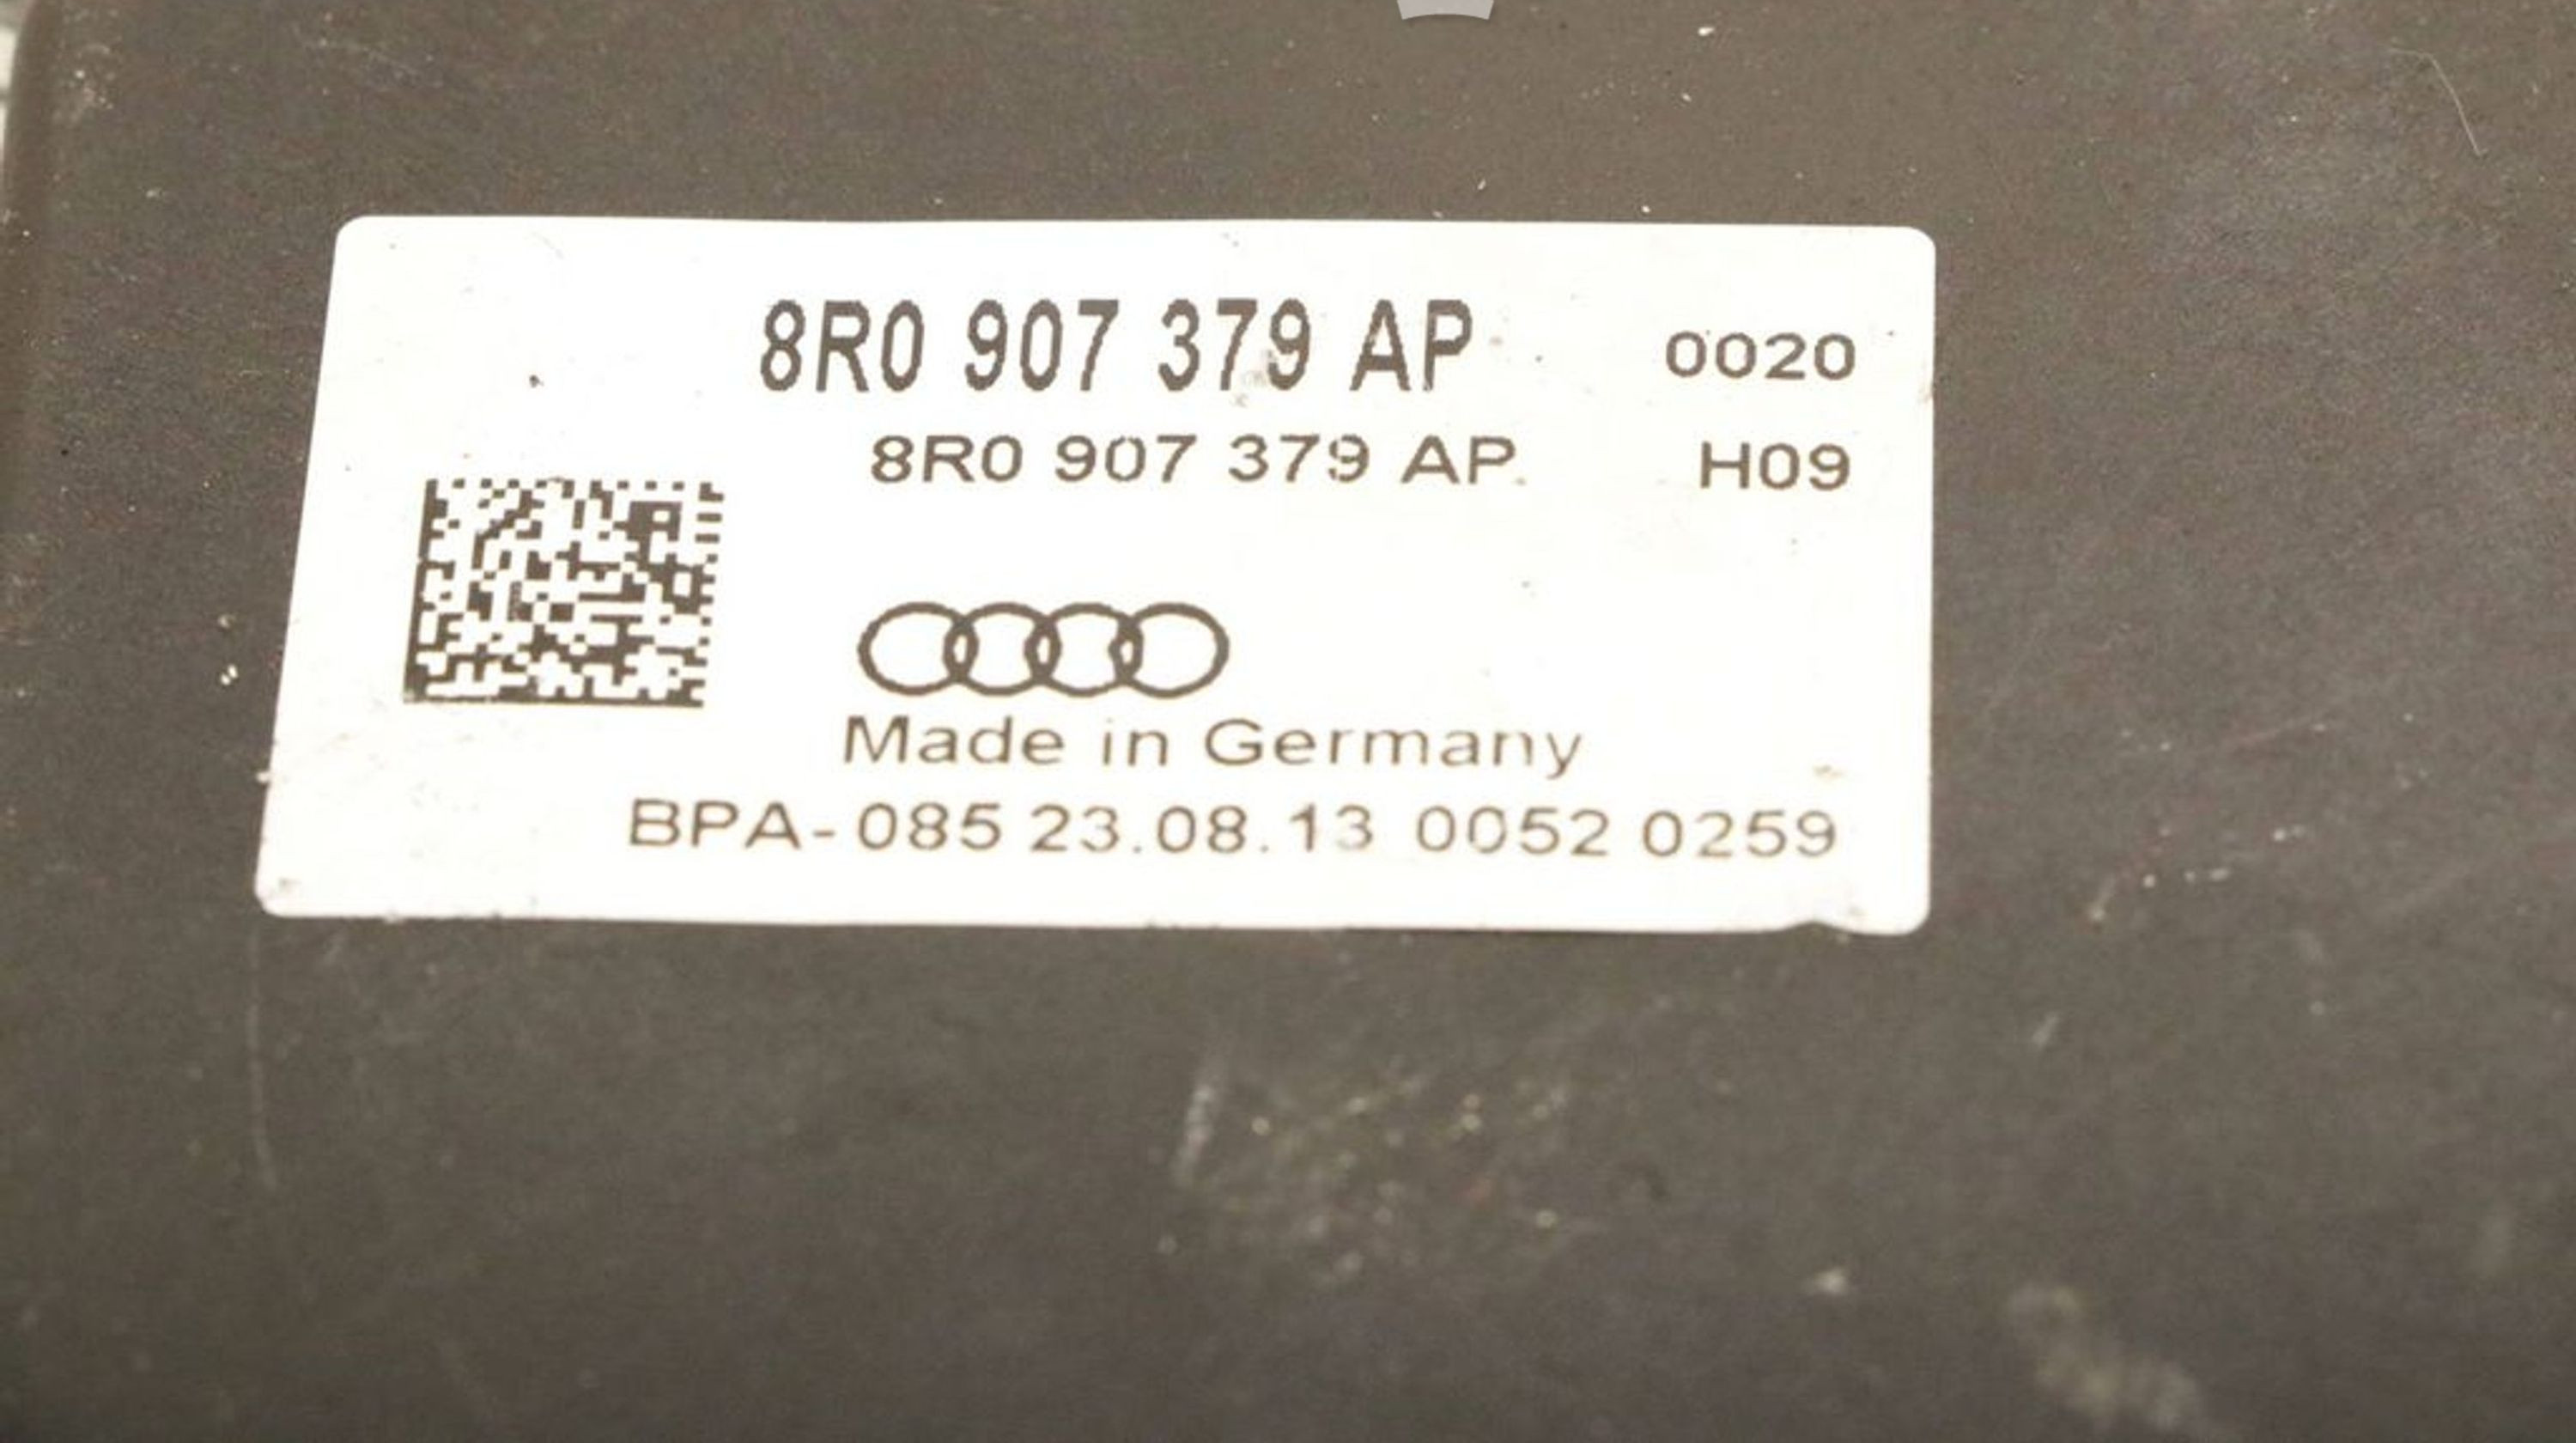 8R0 907 379 AP 0020
8R0 907 379 AP. H09
Made in Germany
BPA-085 23.08.13 0052 0259